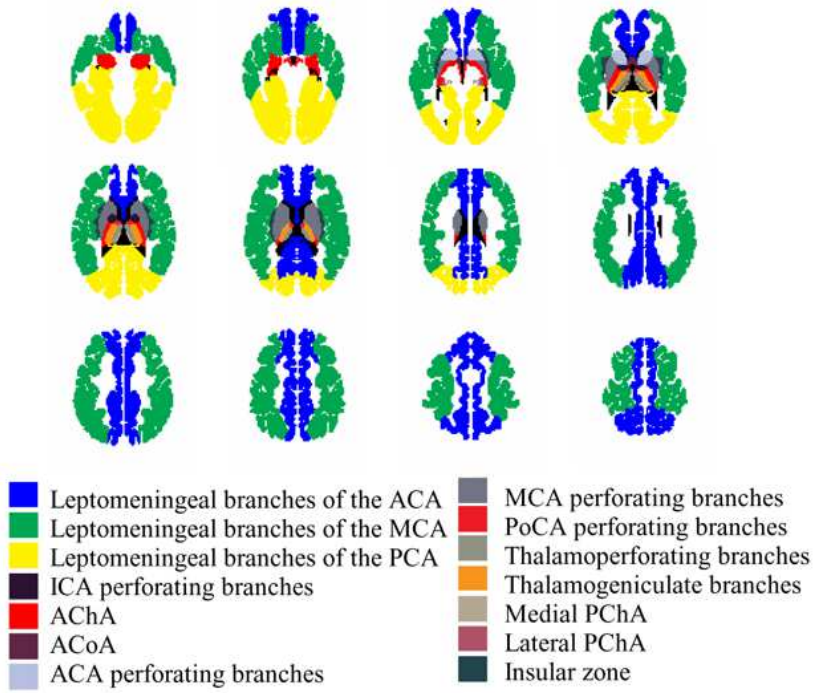 Leptomeningeal branches of the ACA
Leptomeningeal branches of the MCA
Leptomeningeal branches of the PCA
ICA perforating branches
AChA
ACoA
ACA perforating branches
MCA perforating branches
PoCA perforating branches
Thalamoperforating branches
Thalamogeniculate branches
Medial PChA
Lateral PChA
Insular zone